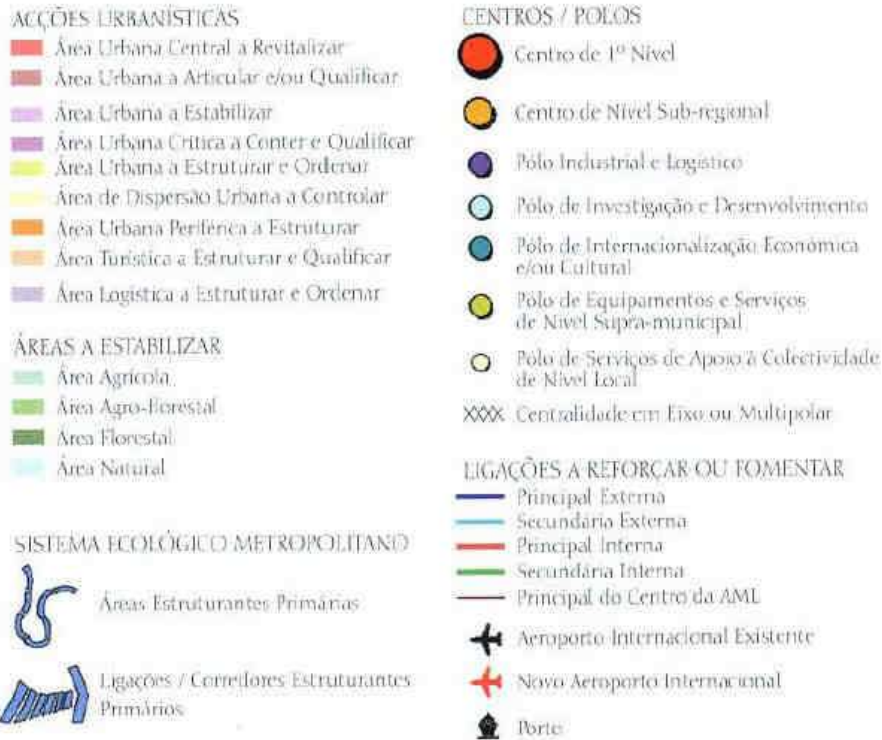 ACÇÕES URBANÍSTICAS
Área Urbana Central a Revitalizar
Área Urbana a Articular e/ou Qualificar
Área Urbana a Estabilizar
Área Urbana Crítica a Conter e Qualificar
Área Urbana a Estruturar e Ordenar
Área de Dispersão Urbana a Controlar
Área Urbana Periférica a Estruturar
Área Turística a Estruturar e Qualificar
Área Logística a Estruturar e Ordenar
ÁREAS A ESTABILIZAR
Área Agrícola
Área Agro-florestal
Área Florestal
Área Natural
SISTEMA ECOLÓGICO METROPOLITANO
Áreas Estruturantes Primárias
Ligações / Corredores Estruturantes
Primários
CENTROS / POLOS
Centro de 1º Nível
Centro de Nível Sub-regional
Pólo Industrial e Logístico
Pólo de Investigação e Desenvolvimento
Pólo de Internacionalização Económica
e/ou Cultural
Pólo de Equipamentos e Serviços
de Nível Supra-municipal
Pólo de Serviços de Apoio à Colectividade
de Nível Local
Centralidade em Eixo ou Multipolar
LIGAÇÕES A REFORÇAR OU FOMENTAR
Principal Externa
Secundária Externa
Principal Interna
Secundária Interna
Principal do Centro da AML
Aeroporto Internacional Existente
Novo Aeroporto Internacional
Porto